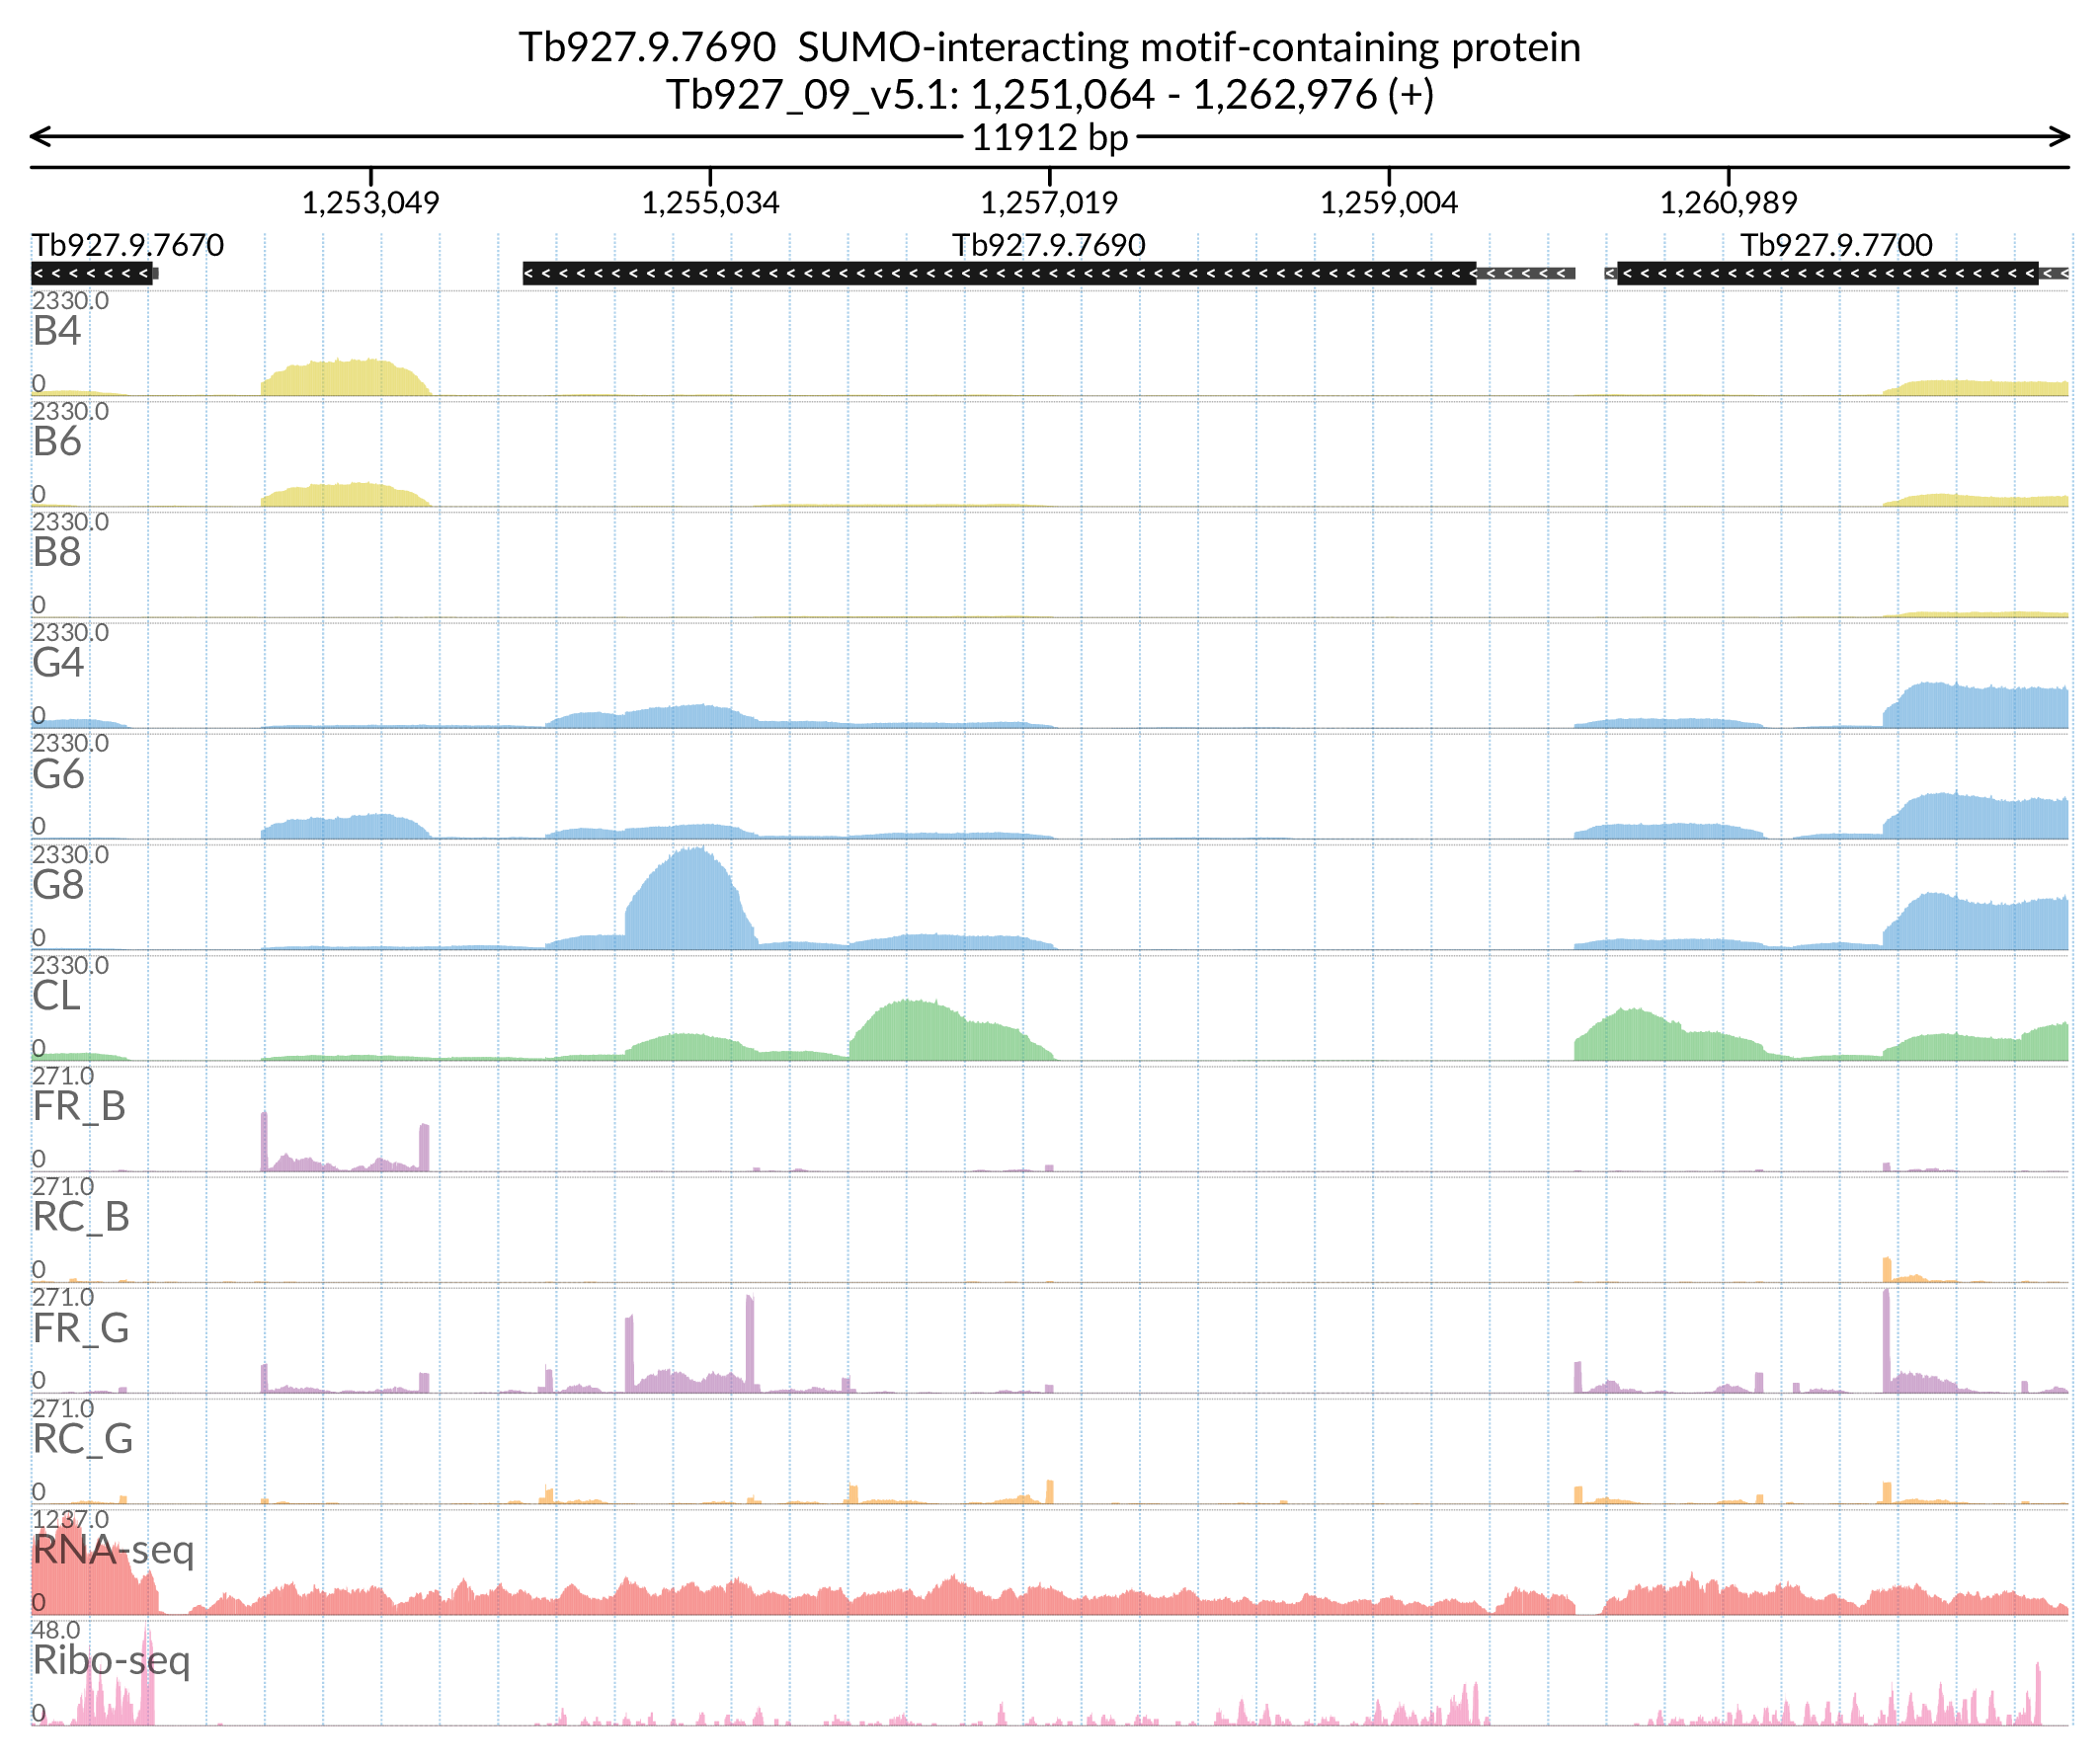 Tb927.9.7690  SUMO-interacting motif-containing protein
Tb927_09_v5.1: 1,251,064 - 1,262,976 (+)
11912 bp
1,253,049 1,255,034 1,257,019 1,259,004 1,260,989
Tb927.9.7670 Tb927.9.7690 Tb927.9.7700
2330.0
B4
0
2330.0
B6
0
2330.0
B8
0
2330.0
G4
0
2330.0
G6
0
2330.0
G8
0
2330.0
CL
0
271.0
FR_B
0
271.0
RC_B
0
271.0
FR_G
0
271.0
RC_G
0
1237.0
RNA-seq
0
48.0
Ribo-seq
0